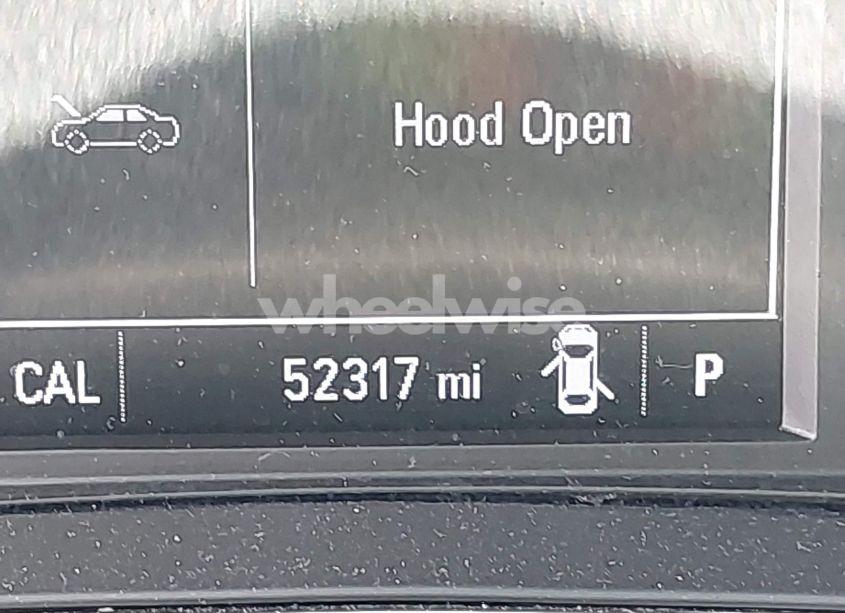 Hood Open
wheelwise
CAL 52317 mi P